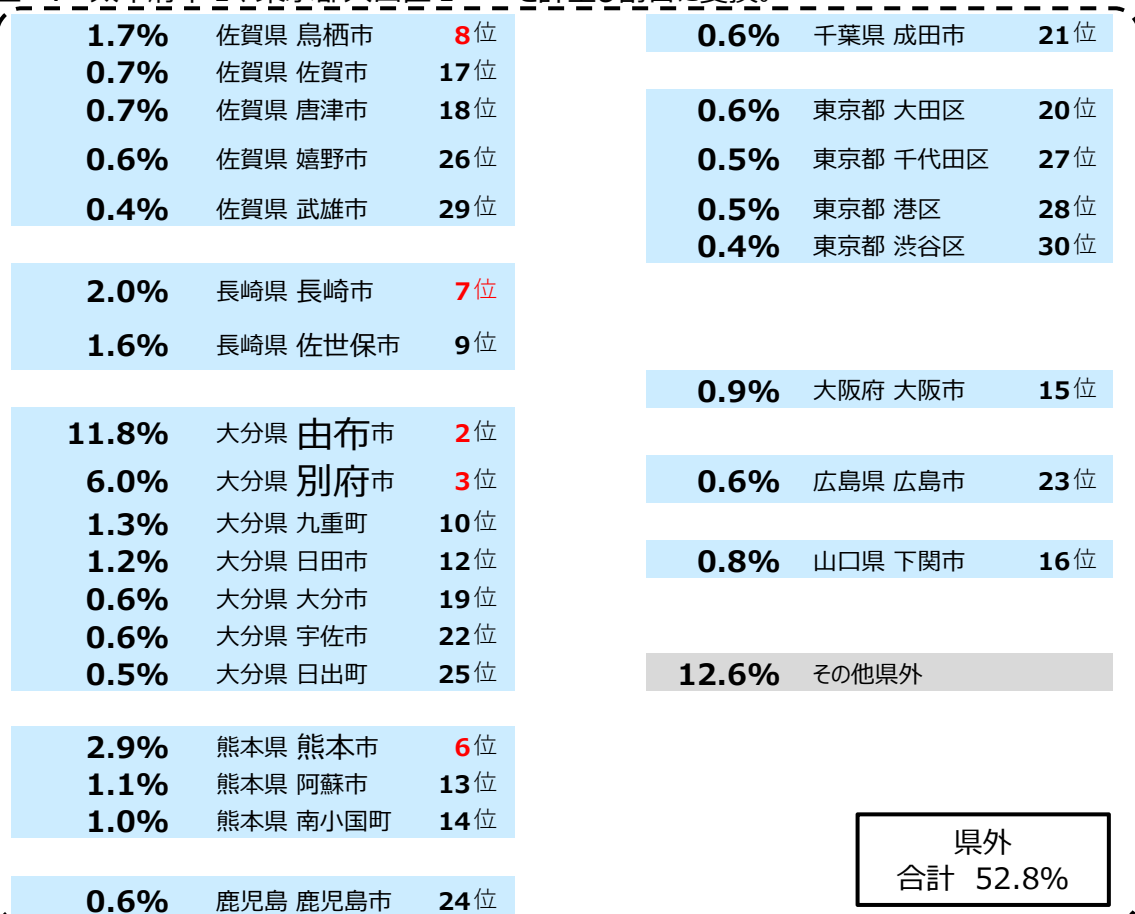 1.7% 佐賀県 鳥栖市 8位
0.7% 佐賀県 佐賀市 17位
0.7% 佐賀県 唐津市 18位
0.6% 佐賀県 嬉野市 26位
0.4% 佐賀県 武雄市 29位
2.0% 長崎県 長崎市 7位
1.6% 長崎県 佐世保市 9位
11.8% 大分県 由布市 2位
6.0% 大分県 別府市 3位
1.3% 大分県 九重町 10位
1.2% 大分県 日田市 12位
0.6% 大分県 大分市 19位
0.6% 大分県 宇佐市 22位
0.5% 大分県 日出町 25位
2.9% 熊本県 熊本市 6位
1.1% 熊本県 阿蘇市 13位
1.0% 熊本県 南小国町 14位
0.6% 鹿児島 鹿児島市 24位
0.6% 千葉県 成田市 21位
0.6% 東京都 大田区 20位
0.5% 東京都 千代田区 27位
0.5% 東京都 港区 28位
0.4% 東京都 渋谷区 30位
0.9% 大阪府 大阪市 15位
0.6% 広島県 広島市 23位
0.8% 山口県 下関市 16位
12.6% その他県外
県外
合計 52.8%